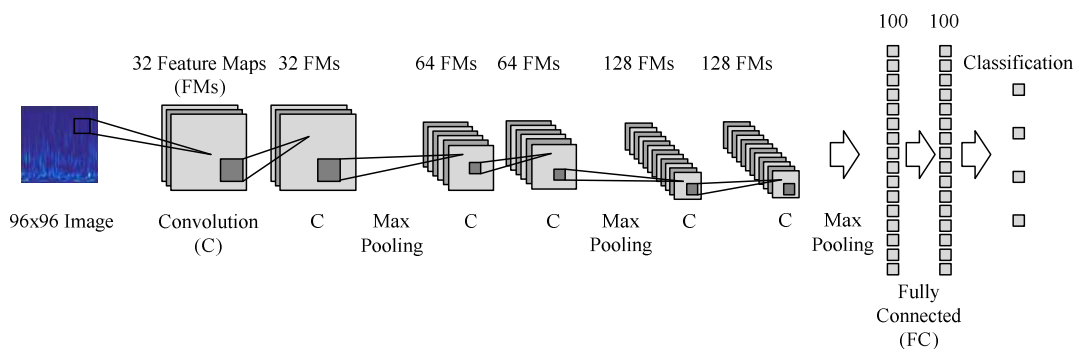 100 100
32 Feature Maps
(FMs)
32 FMs
64 FMs
64 FMs
128 FMs
128 FMs
Classification
96x96 Image
Convolution
(C)
C
Max
Pooling
C
C
Max
Pooling
C
C
Max
Pooling
Fully
Connected
(FC)